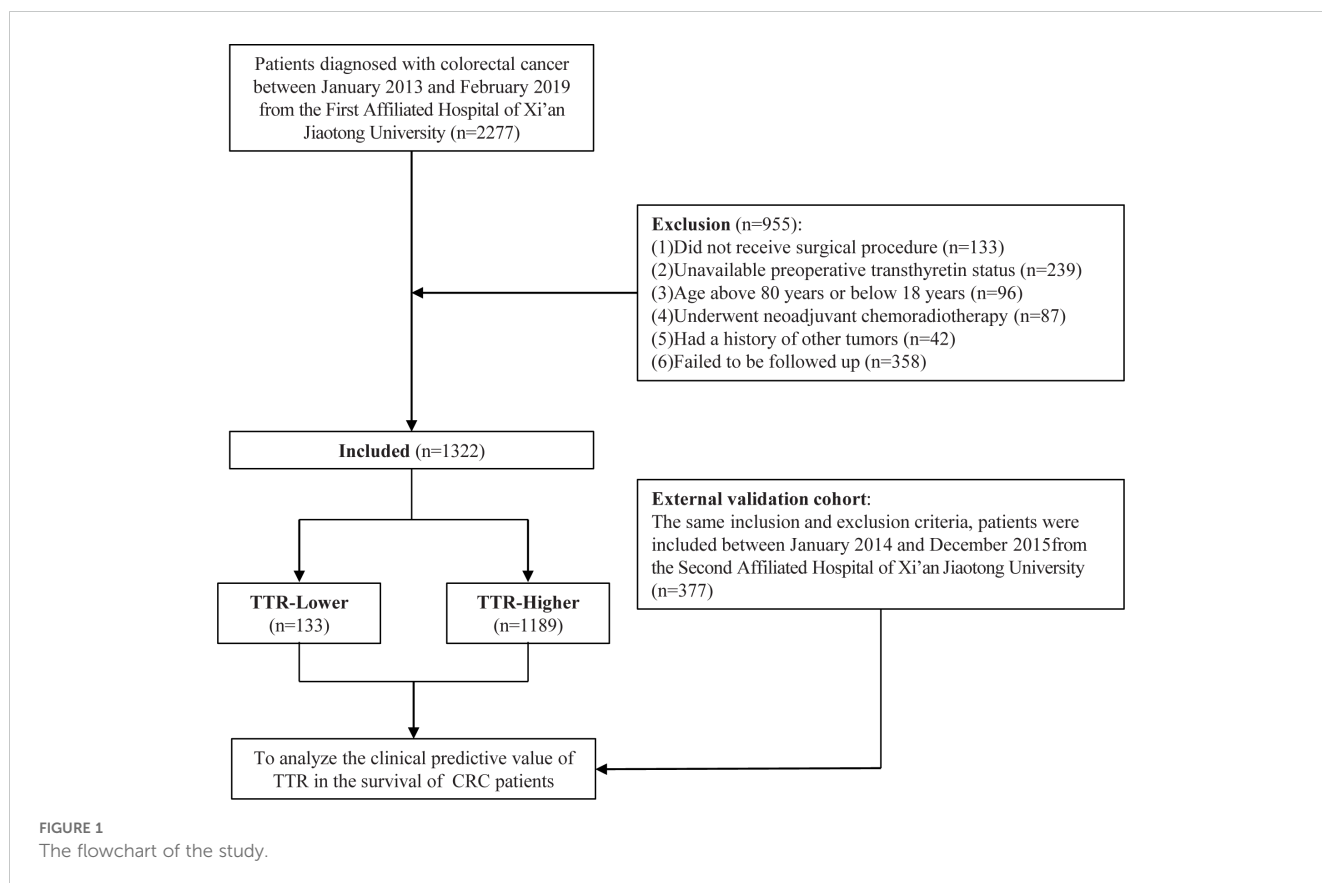 Patients diagnosed with colorectal cancer
between January 2013 and February 2019
from the First Affiliated Hospital of Xi'an
Jiaotong University (n=2277)
Exclusion (n=955):
(1)Did not receive surgical procedure (n=133)
(2)Unavailable preoperative transthyretin status (n=239)
(3)Age above 80 years or below 18 years (n=96)
(4)Underwent neoadjuvant chemoradiotherapy (n=87)
(5)Had a history of other tumors (n=42)
(6)Failed to be followed up (n=358)
Included (n=1322)
External validation cohort:
The same inclusion and exclusion criteria, patients were
included between January 2014 and December 2015from
the Second Affiliated Hospital of Xi'an Jiaotong University
(n=377)
TTR-Lower
(n=133)
TTR-Higher
(n=1189)
To analyze the clinical predictive value of
TTR in the survival of CRC patients
FIGURE 1
The flowchart of the study.